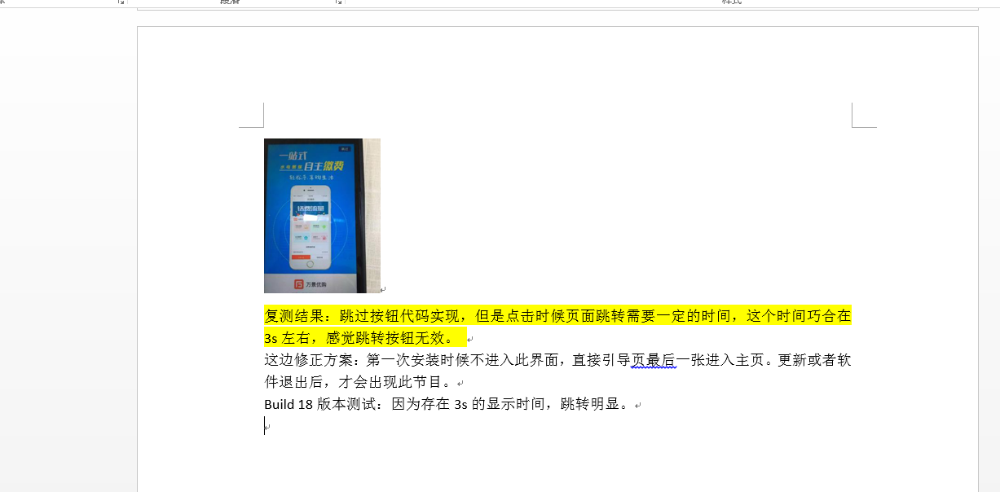 段落
样式
一站式
自主缴费
话费流量
万景优购
复测结果：跳过按钮代码实现，但是点击时候页面跳转需要一定的时间，这个时间巧合在
3s 左右，感觉跳转按钮无效。
这边修正方案：第一次安装时候不进入此界面，直接引导页最后一张进入主页。更新或者软
件退出后，才会出现此节目。
Build 18 版本测试：因为存在 3s 的显示时间，跳转明显。